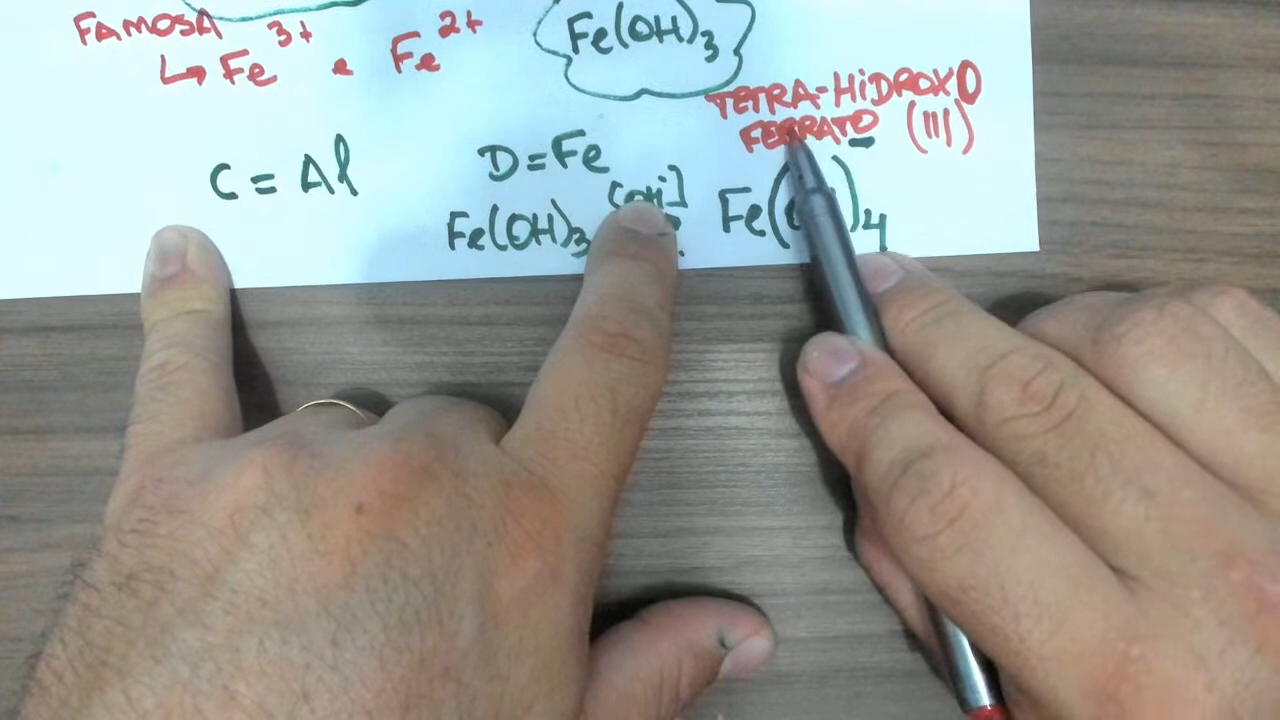 FAMOSA
↳ Fe³⁺ e Fe²⁺
Fe(OH)₃
TETRA-HiDROXO
FERRATO (III)
C = Al
D = Fe
Fe(OH)₃
Fe( )₄⁻